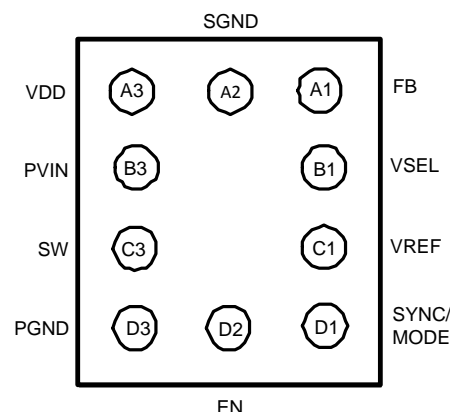 SGND
VDD A3 A2 A1 FB
PVIN B3 B1 VSEL
SW C3 C1 VREF
PGND D3 D2 D1 SYNC/
MODE
EN